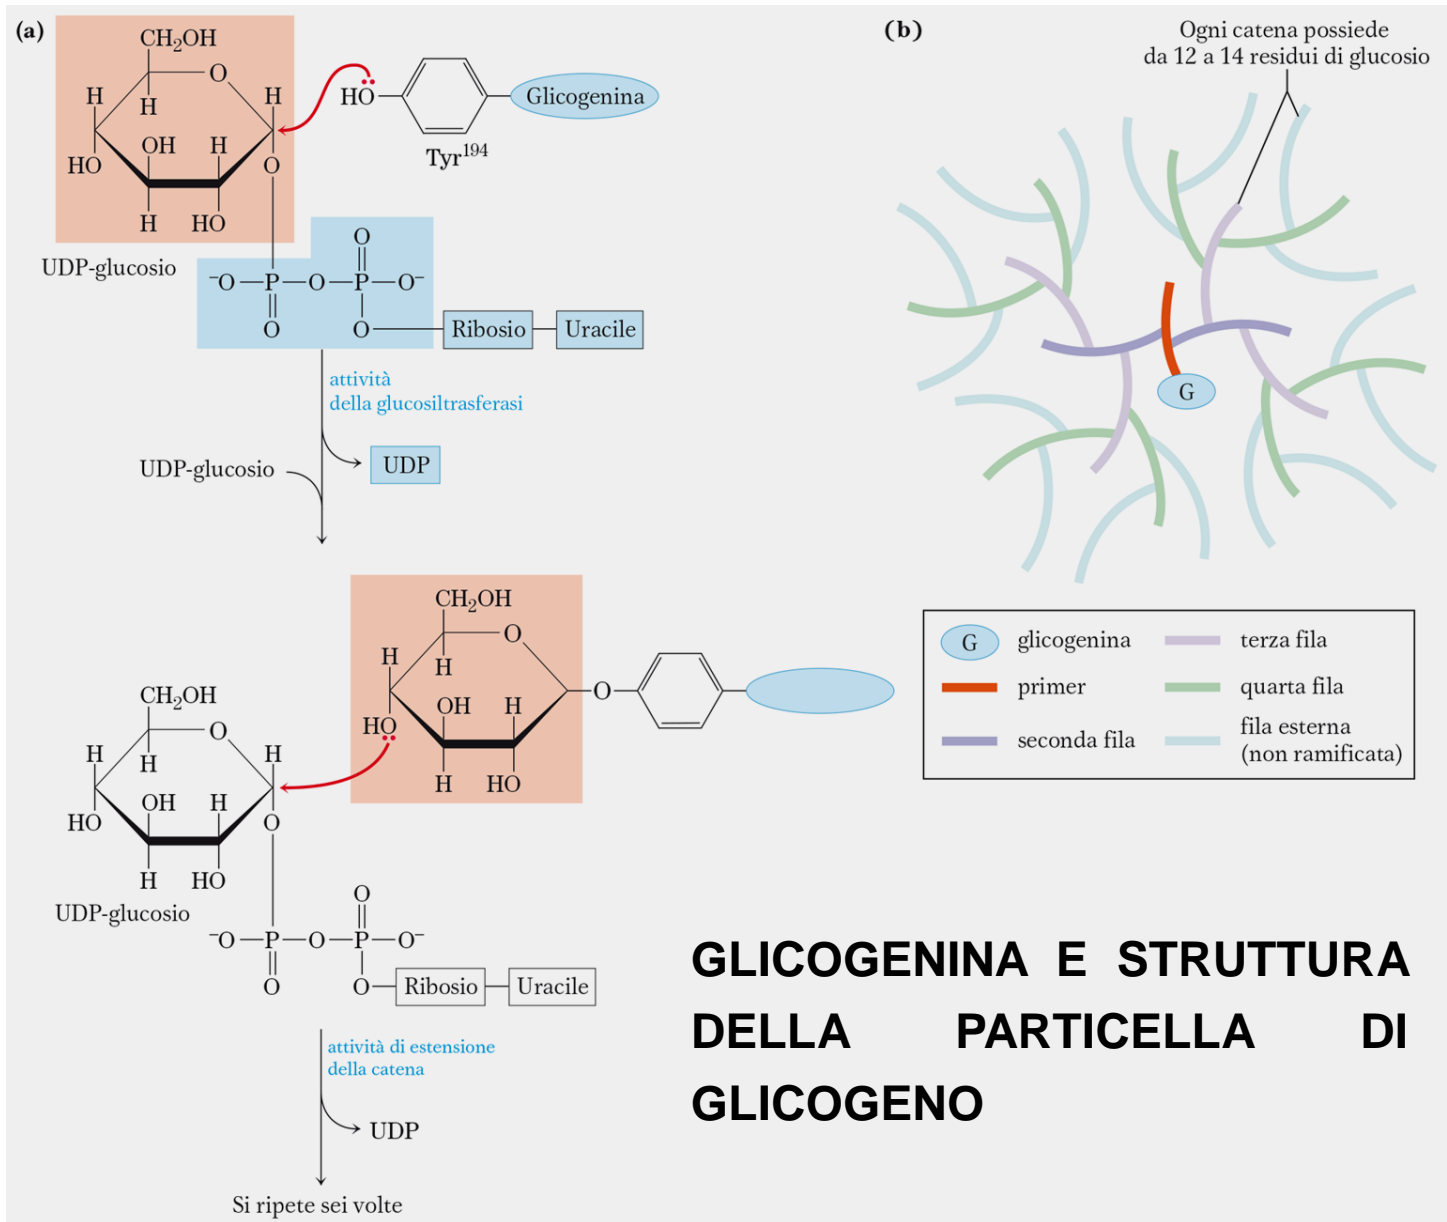 (a)
CH₂OH
O
H
H
H
HO
OH
H
O
H
HO
UDP-glucosio
HO
Glicogenina
Tyr¹⁹⁴
O
⁻O
P
O
P
O⁻
O
O
Ribosio
Uracile
attività
della glucosiltrasferasi
UDP-glucosio
UDP
CH₂OH
O
H
H
HO
OH
H
H
HO
O
CH₂OH
O
H
H
H
HO
OH
H
O
H
HO
UDP-glucosio
O
⁻O
P
O
P
O⁻
O
O
Ribosio
Uracile
attività di estensione
della catena
UDP
Si ripete sei volte
(b)
Ogni catena possiede
da 12 a 14 residui di glucosio
G
G
glicogenina
primer
seconda fila
terza fila
quarta fila
fila esterna
(non ramificata)
GLICOGENINA E STRUTTURA
DELLA PARTICELLA DI
GLICOGENO